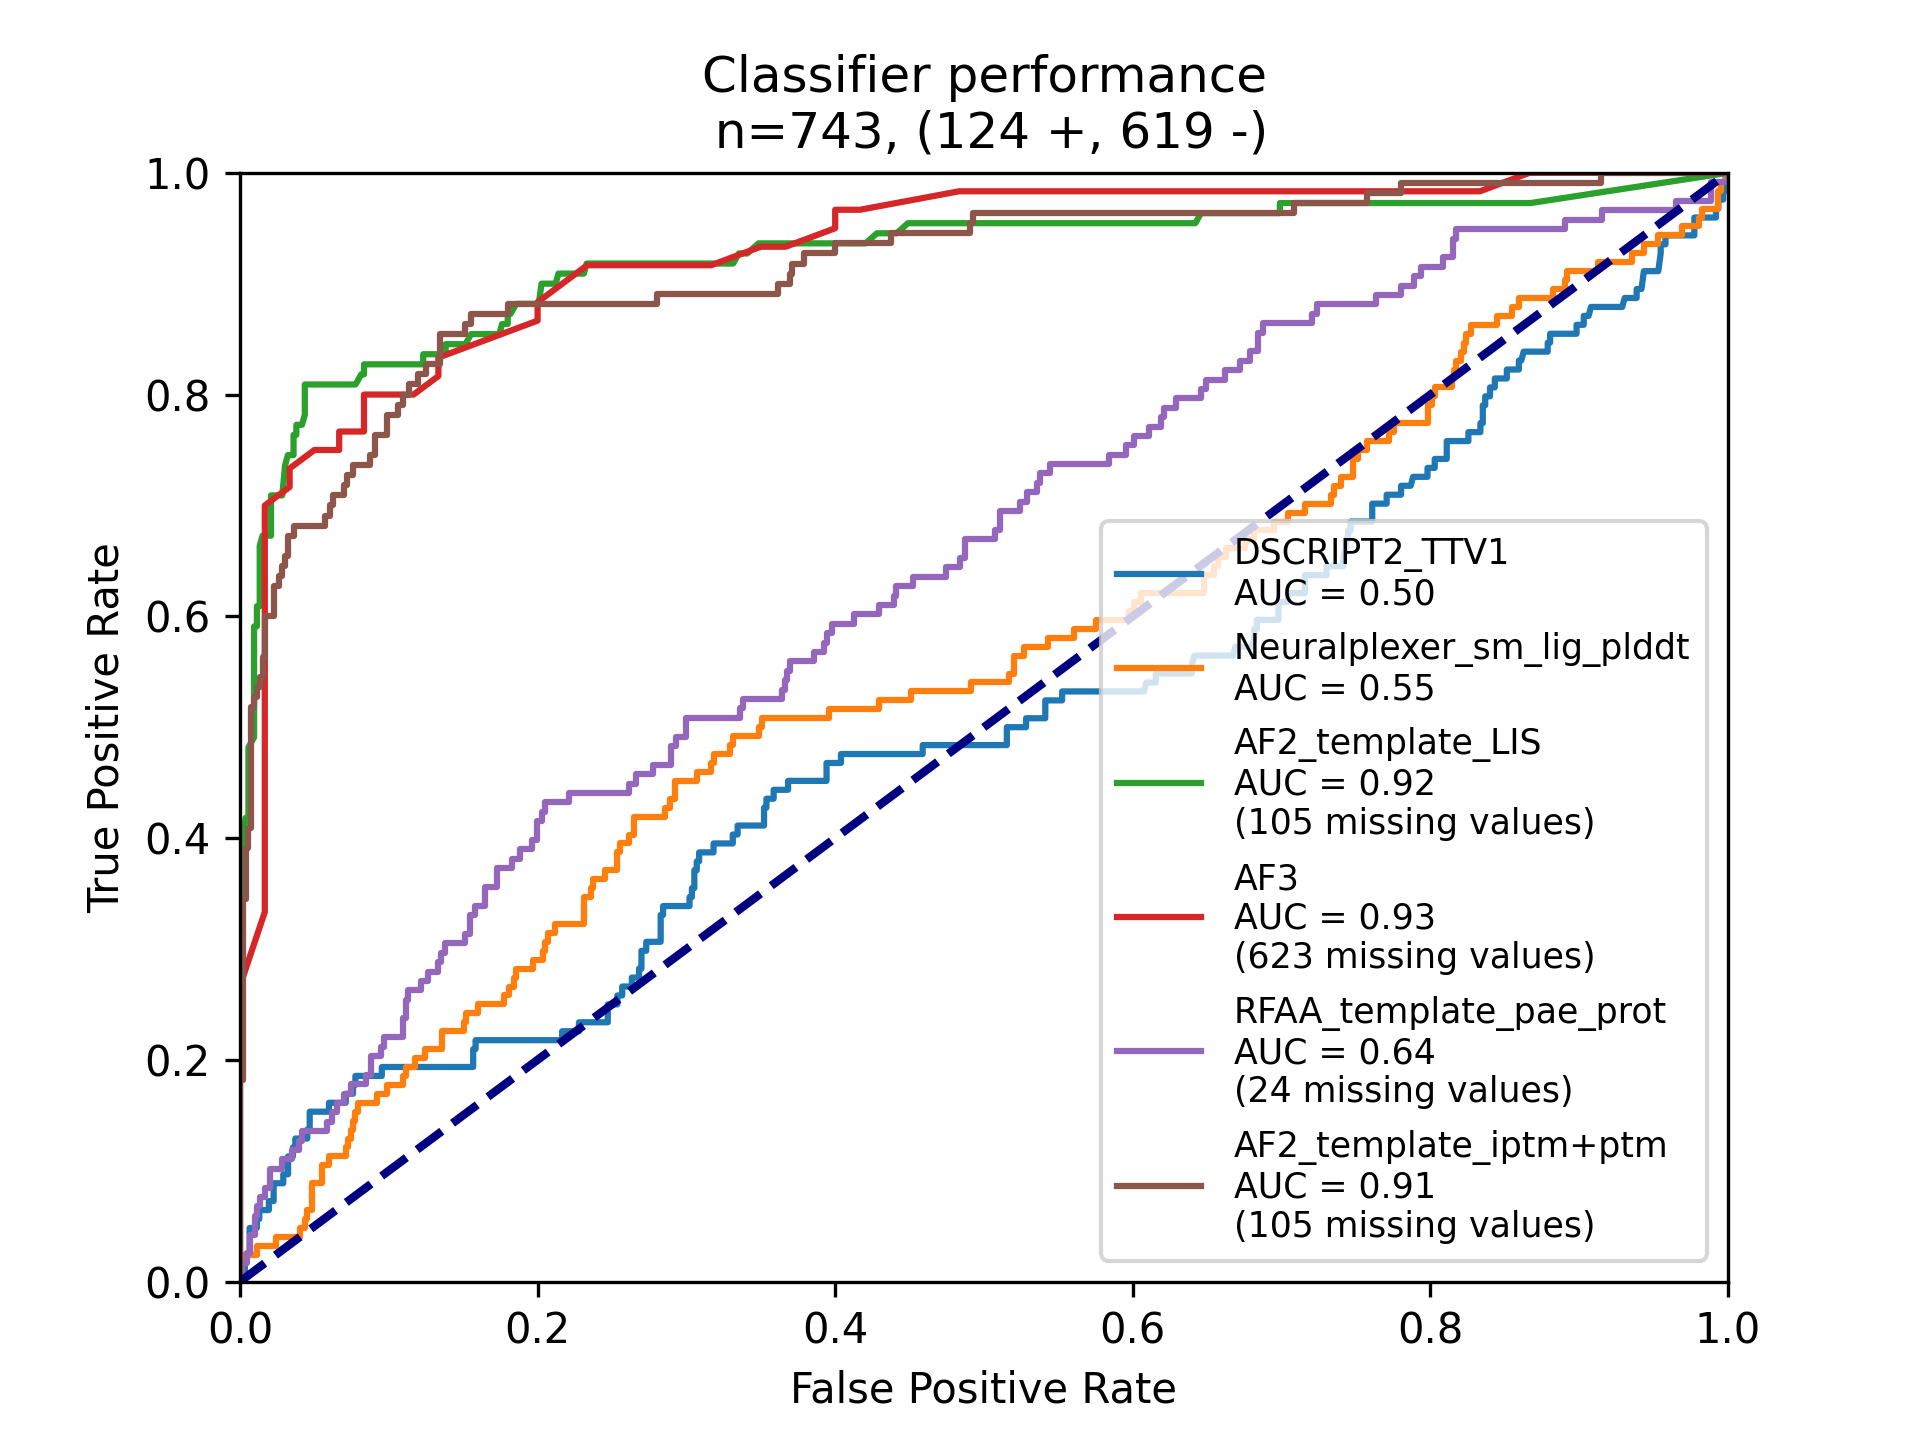 Classifier performance
n=743, (124 +, 619 -)
1.0
0.8
0.6
0.4
0.2
0.0
True Positive Rate
DSCRIPT2_TTV1
AUC = 0.50
Neuralplexer_sm_lig_plddt
AUC = 0.55
AF2_template_LIS
AUC = 0.92
(105 missing values)
AF3
AUC = 0.93
(623 missing values)
RFAA_template_pae_prot
AUC = 0.64
(24 missing values)
AF2_template_iptm+ptm
AUC = 0.91
(105 missing values)
0.0 0.2 0.4 0.6 0.8 1.0
False Positive Rate